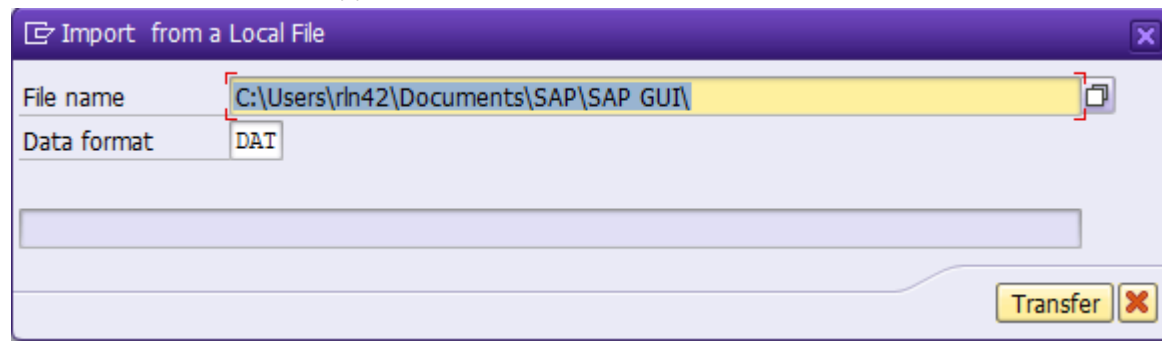 Import from a Local File
File name C:\Users\rln42\Documents\SAP\SAP GUI\
Data format DAT
Transfer